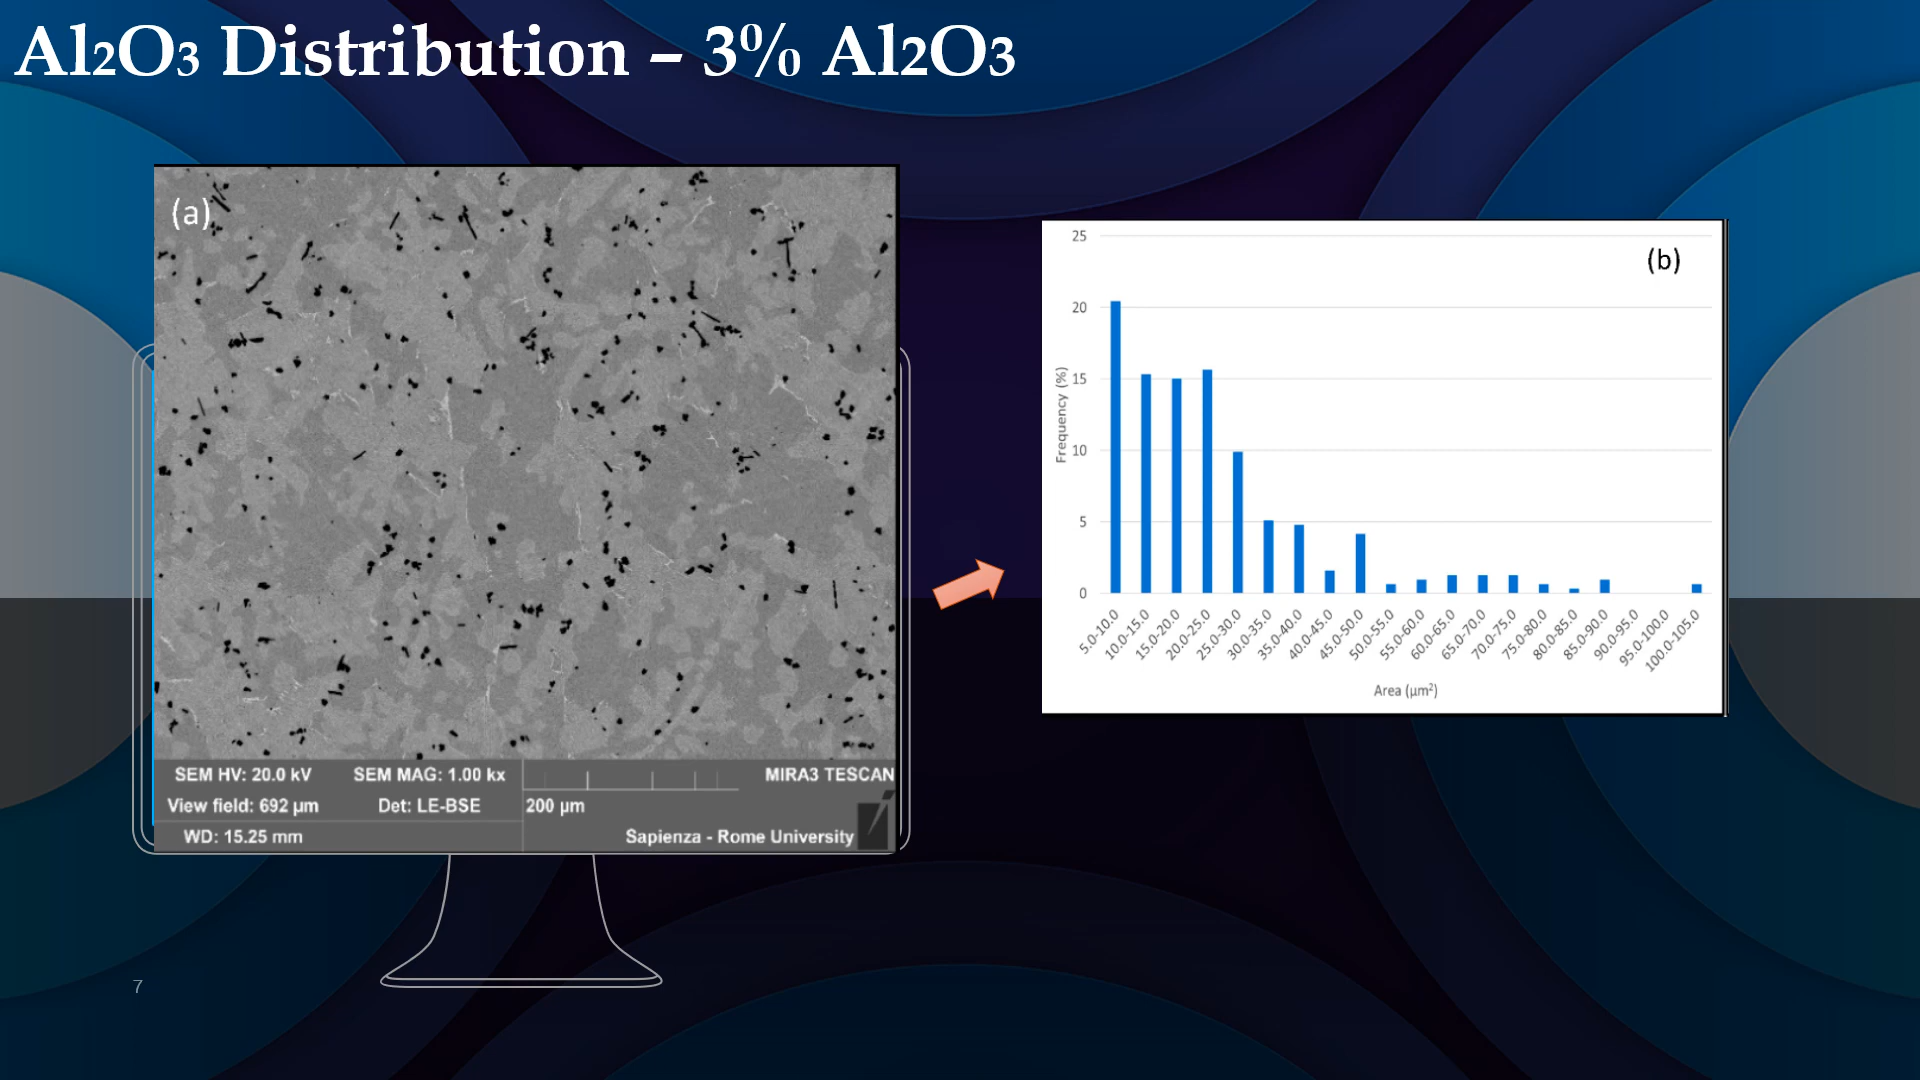 Al2O3 Distribution – 3% Al2O3
(a)
SEM HV: 20.0 kV
SEM MAG: 1.00 kx
MIRA3 TESCAN
View field: 692 µm
Det: LE-BSE
200 µm
WD: 15.25 mm
Sapienza - Rome University
(b)
25
20
15
10
5
0
Frequency (%)
5.0-10.0
10.0-15.0
15.0-20.0
20.0-25.0
25.0-30.0
30.0-35.0
35.0-40.0
40.0-45.0
45.0-50.0
50.0-55.0
55.0-60.0
60.0-65.0
65.0-70.0
70.0-75.0
75.0-80.0
80.0-85.0
85.0-90.0
90.0-95.0
95.0-100.0
100.0-105.0
Area (µm²)
7